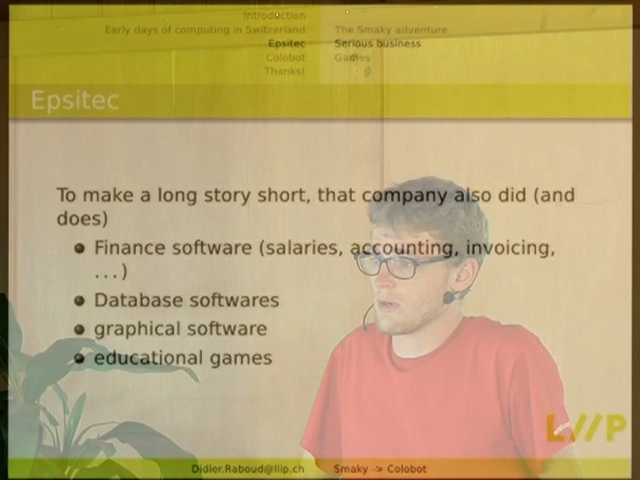 Introduction
Early days of computing in Switzerland
The Smaky adventure
Epsitec
Serious business
Colobot
Games
Thanks!
Epsitec
To make a long story short, that company also did (and
does)
Finance software (salaries, accounting, invoicing,
...)
Database softwares
graphical software
educational games
L//P
Didier.Raboud@liip.ch
Smaky -> Colobot